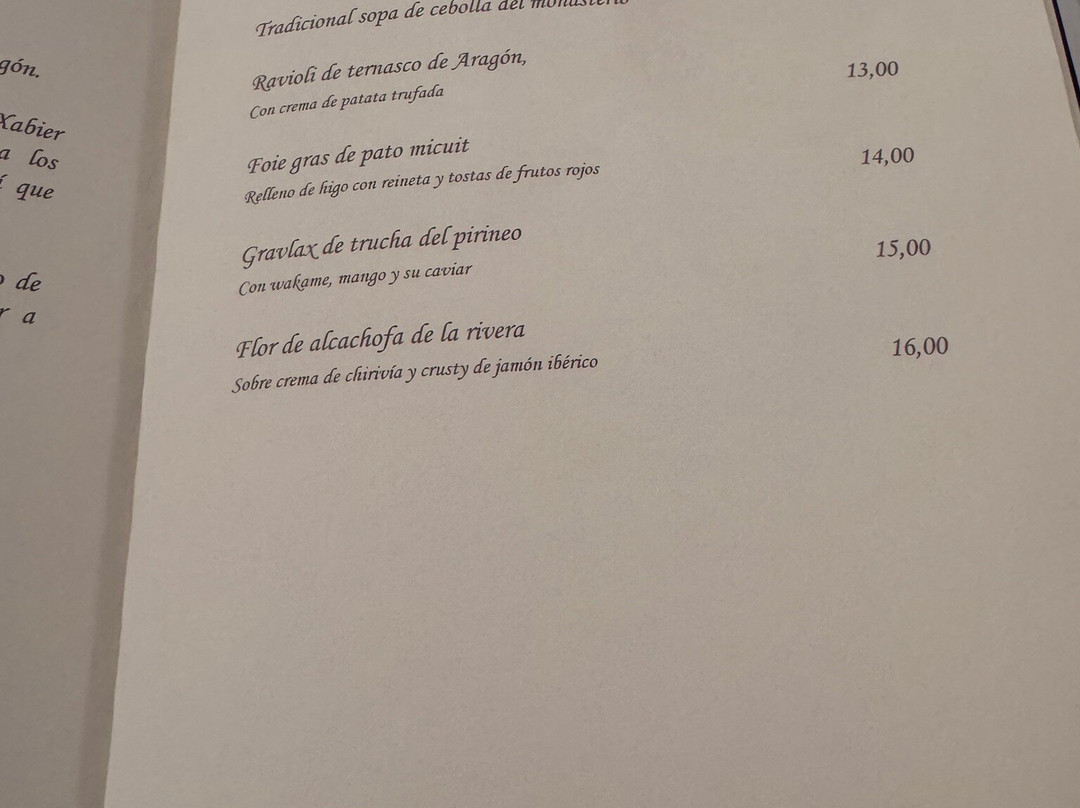 gón.
Xabier
a los
que
de
a
Tradicional sopa de cebolla del monasterio
Ravioli de ternasco de Aragón,
13,00
Con crema de patata trufada
Foie gras de pato micuit
14,00
Relleno de higo con reineta y tostas de frutos rojos
Gravlax de trucha del pirineo
15,00
Con wakame, mango y su caviar
Flor de alcachofa de la rivera
16,00
Sobre crema de chirivía y crusty de jamón ibérico